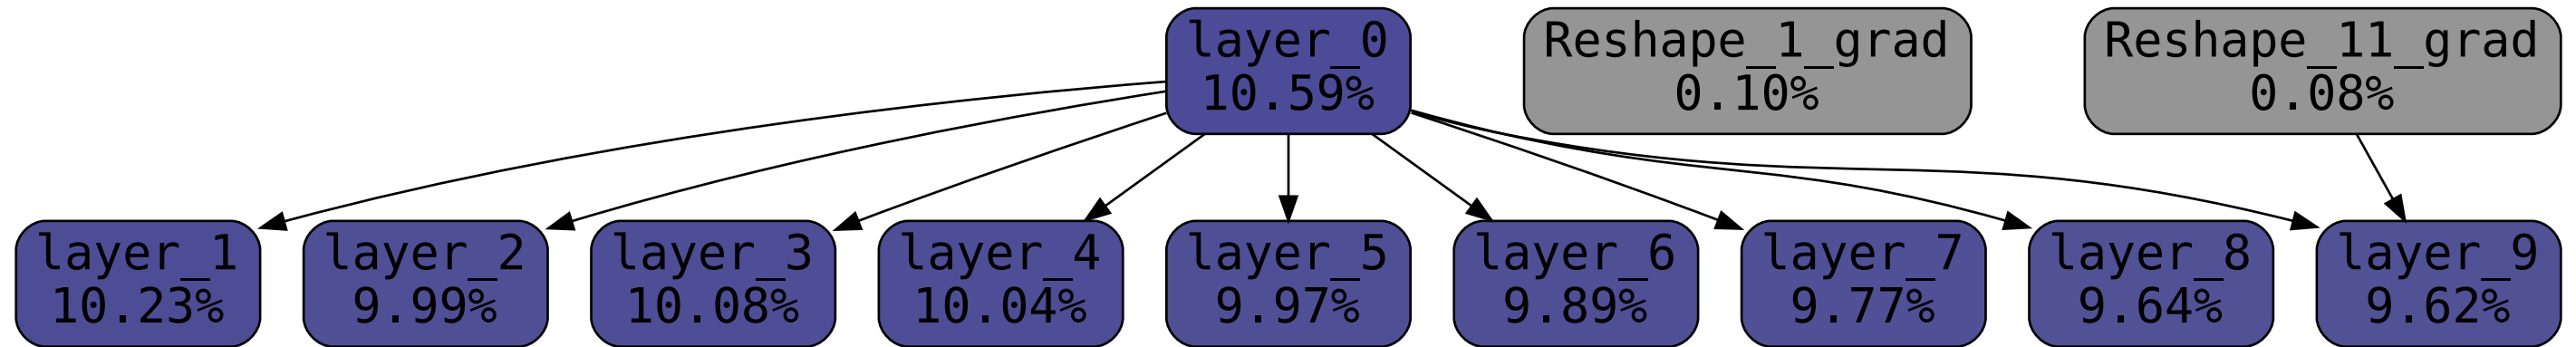 layer_0
10.59%
Reshape_1_grad
0.10%
Reshape_11_grad
0.08%
layer_1
10.23%
layer_2
9.99%
layer_3
10.08%
layer_4
10.04%
layer_5
9.97%
layer_6
9.89%
layer_7
9.77%
layer_8
9.64%
layer_9
9.62%